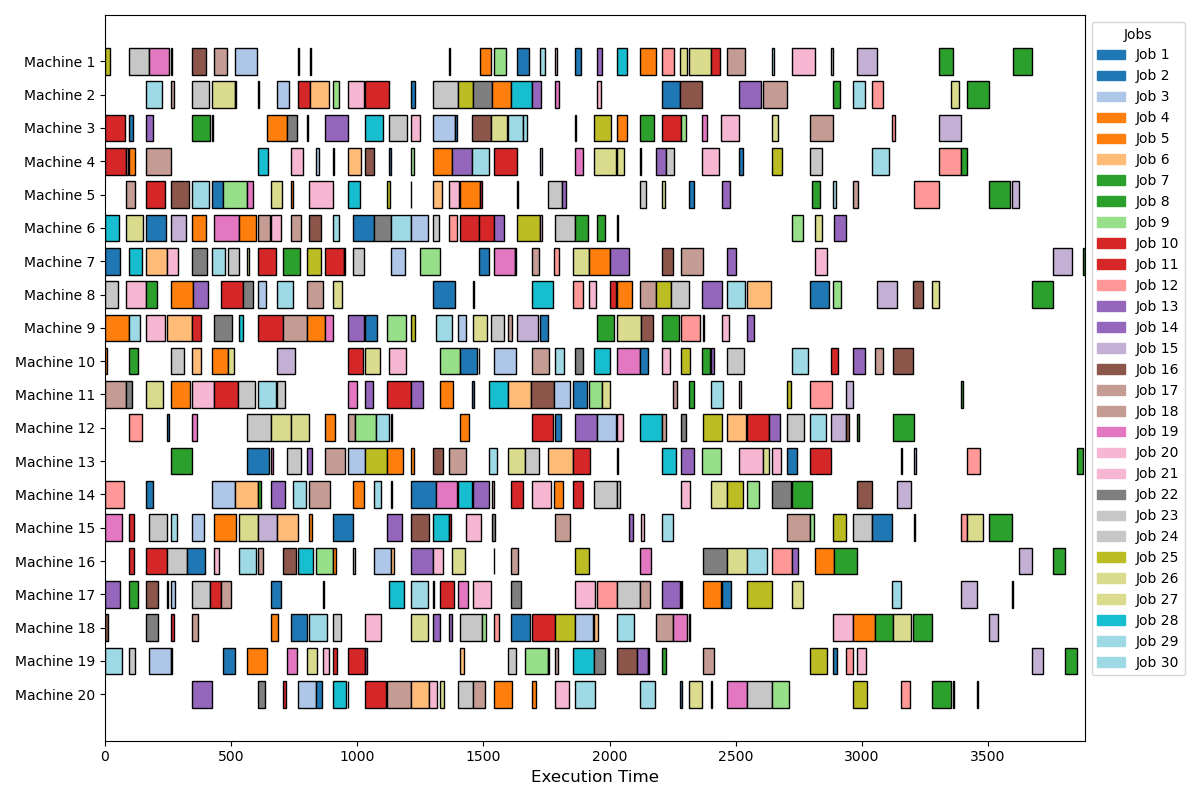 Machine 1
Machine 2
Machine 3
Machine 4
Machine 5
Machine 6
Machine 7
Machine 8
Machine 9
Machine 10
Machine 11
Machine 12
Machine 13
Machine 14
Machine 15
Machine 16
Machine 17
Machine 18
Machine 19
Machine 20
0
500
1000
1500
2000
2500
3000
3500
Execution Time
Jobs
Job 1
Job 2
Job 3
Job 4
Job 5
Job 6
Job 7
Job 8
Job 9
Job 10
Job 11
Job 12
Job 13
Job 14
Job 15
Job 16
Job 17
Job 18
Job 19
Job 20
Job 21
Job 22
Job 23
Job 24
Job 25
Job 26
Job 27
Job 28
Job 29
Job 30